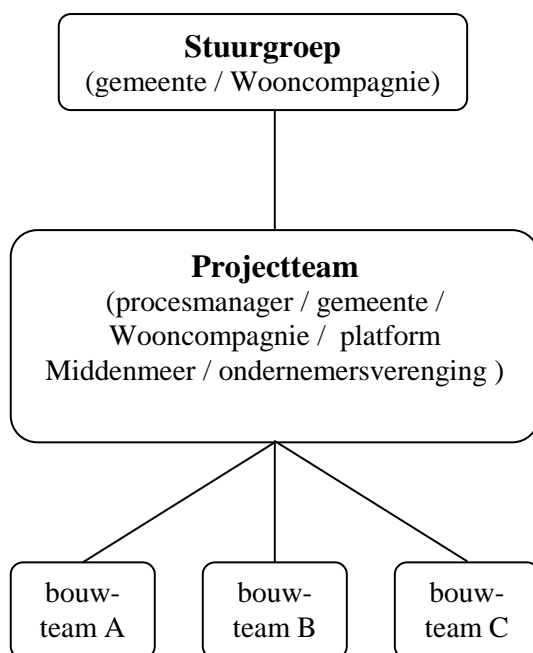 Stuurgroep
(gemeente / Wooncompagnie)
Projectteam
(procesmanager / gemeente /
Wooncompagnie / platform
Middenmeer / ondernemersverenging )
bouw-
team A
bouw-
team B
bouw-
team C